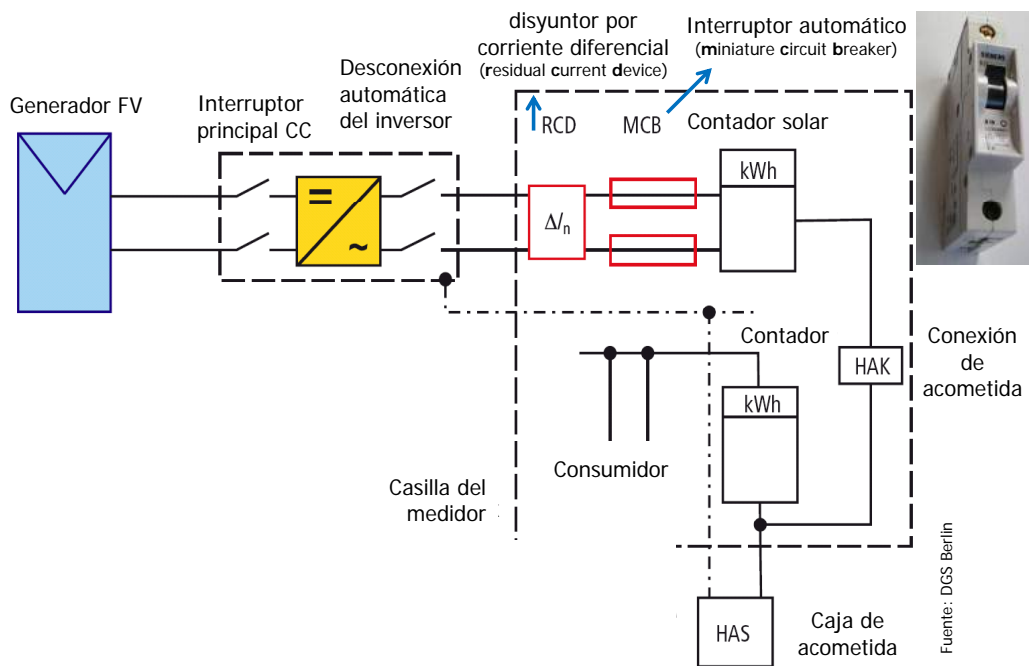 disyuntor por
corriente diferencial
(residual current device)
Interruptor automático
(miniature circuit breaker)
SIEMENS
Generador FV
Interruptor
principal CC
Desconexión
automática
del inversor
RCD
MCB
Contador solar
kWh
=
~
Δ/n
Contador
HAK
Conexión
de
acometida
kWh
Consumidor
Casilla del
medidor
HAS
Caja de
acometida
Fuente: DGS Berlin